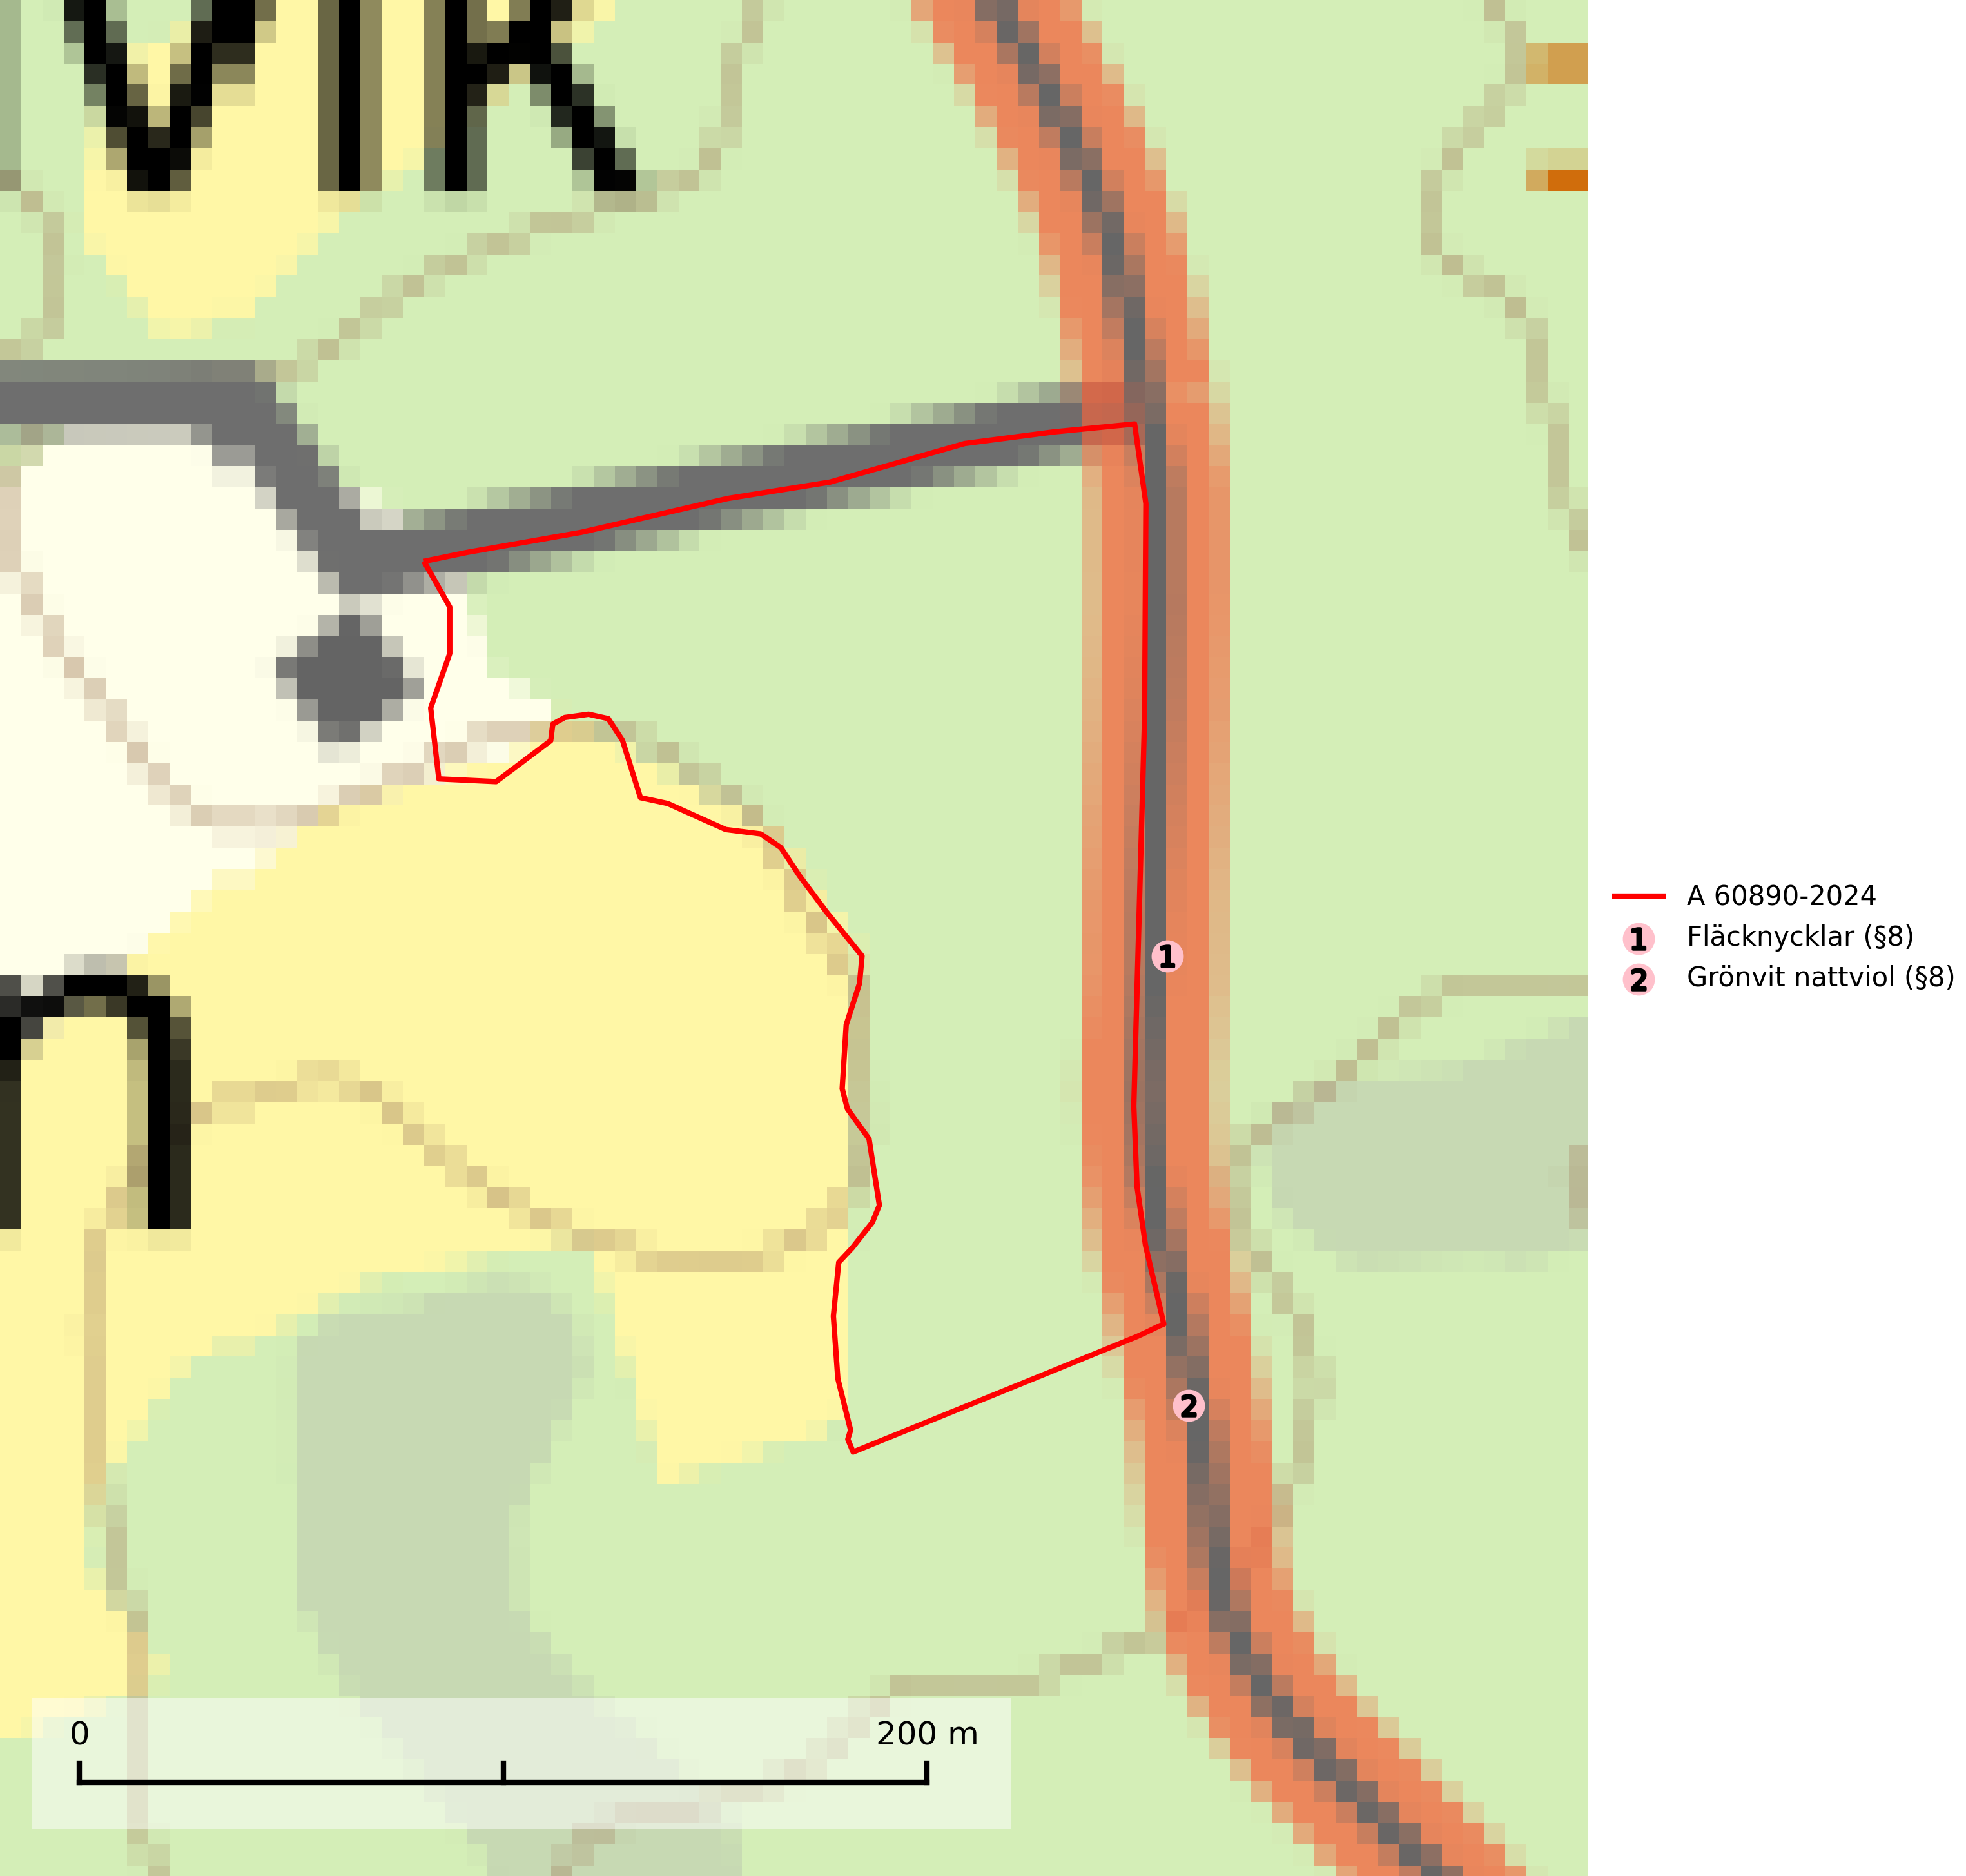 A 60890-2024
1 Fläcknycklar (§8)
2 Grönvit nattviol (§8)
1
2
0 200 m